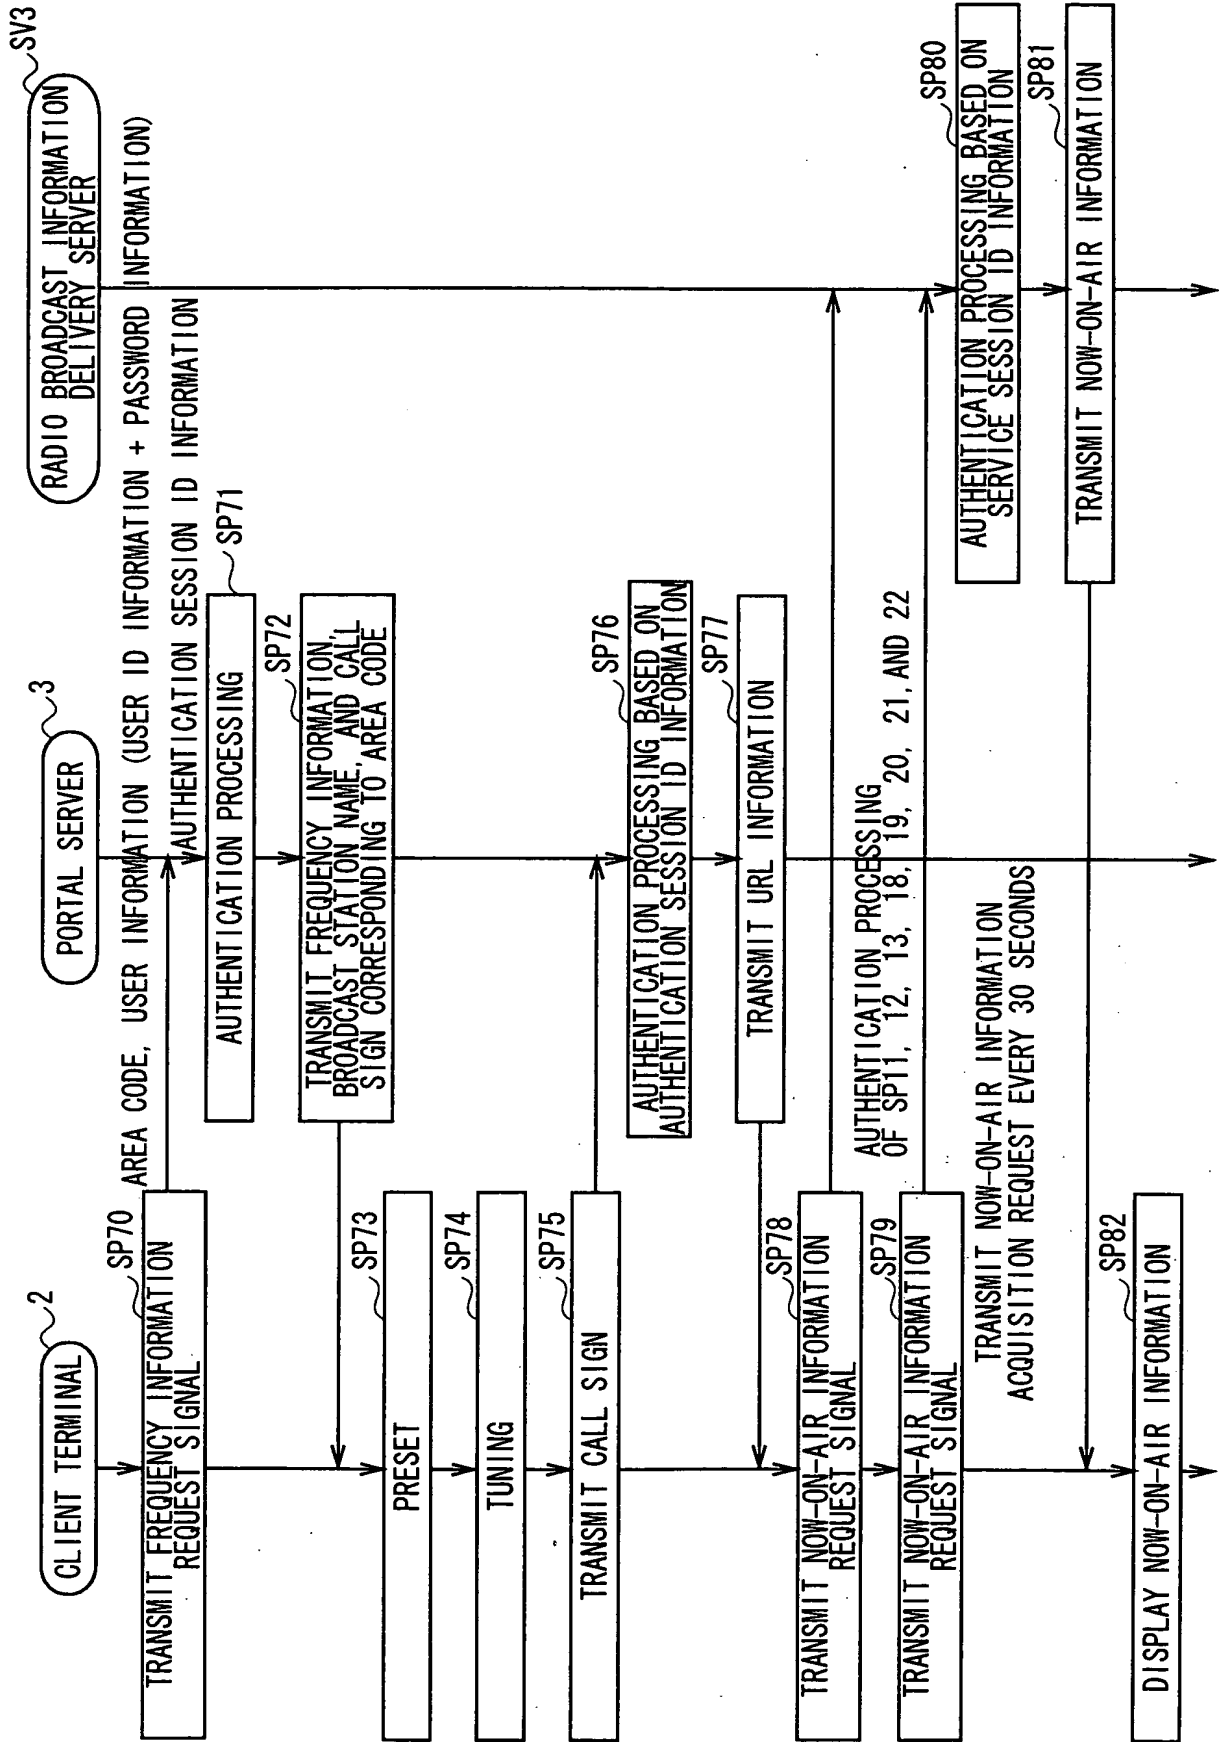 CLIENT TERMINAL
2
PORTAL SERVER
3
RADIO BROADCAST INFORMATION
DELIVERY SERVER
SV3
SP70
TRANSMIT FREQUENCY INFORMATION
REQUEST SIGNAL
AREA CODE, USER INFORMATION (USER ID INFORMATION + PASSWORD INFORMATION)
AUTHENTICATION SESSION ID INFORMATION
SP71
AUTHENTICATION PROCESSING
SP72
TRANSMIT FREQUENCY INFORMATION,
BROADCAST STATION NAME, AND CALL
SIGN CORRESPONDING TO AREA CODE
SP73
PRESET
SP74
TUNING
SP75
TRANSMIT CALL SIGN
SP76
AUTHENTICATION PROCESSING BASED ON
AUTHENTICATION SESSION ID INFORMATION
SP77
TRANSMIT URL INFORMATION
SP78
TRANSMIT NOW-ON-AIR INFORMATION
REQUEST SIGNAL
AUTHENTICATION PROCESSING
OF SP11, 12, 13, 18, 19, 20, 21, AND 22
SP79
TRANSMIT NOW-ON-AIR INFORMATION
REQUEST SIGNAL
SP80
AUTHENTICATION PROCESSING BASED ON
SERVICE SESSION ID INFORMATION
TRANSMIT NOW-ON-AIR INFORMATION
ACQUISITION REQUEST EVERY 30 SECONDS
SP81
TRANSMIT NOW-ON-AIR INFORMATION
SP82
DISPLAY NOW-ON-AIR INFORMATION